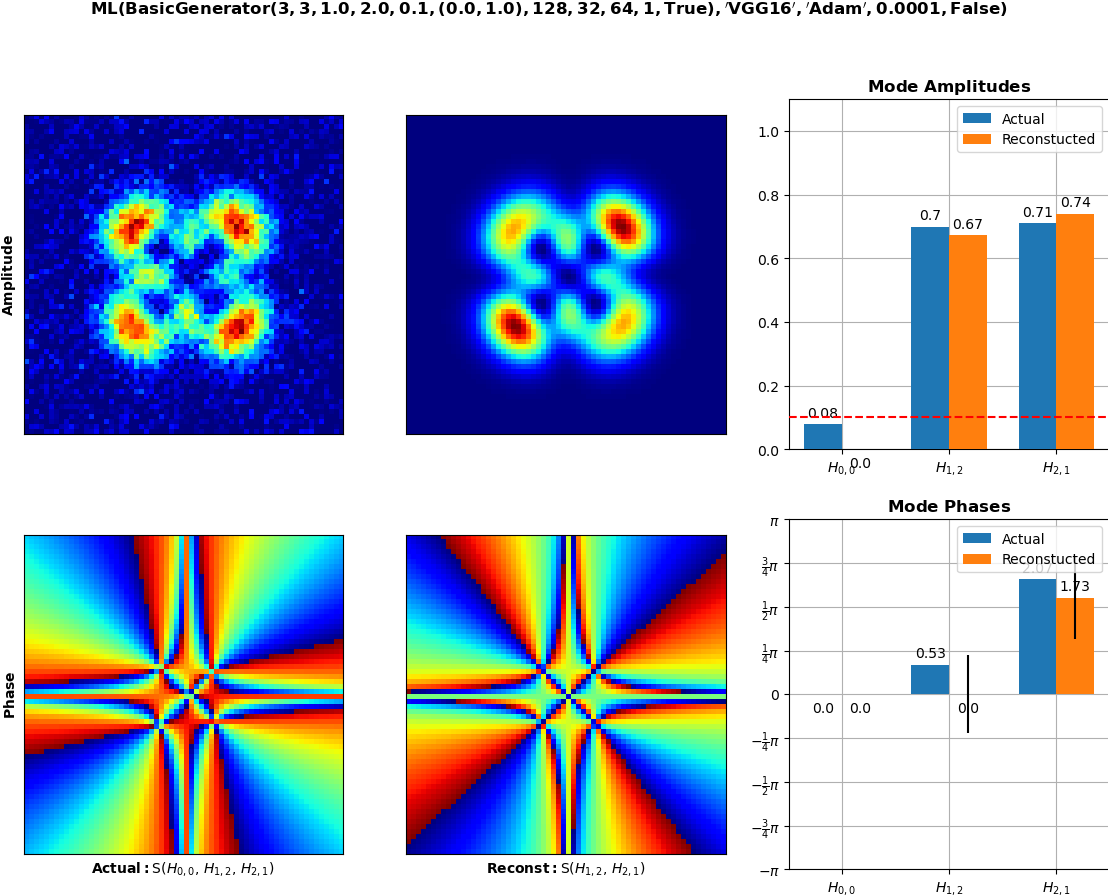 ML(BasicGenerator(3, 3, 1.0, 2.0, 0.1, (0.0, 1.0), 128, 32, 64, 1, True), 'VGG16', 'Adam', 0.0001, False)
Amplitude
Mode Amplitudes
Actual
Reconstucted
1.0
0.8
0.6
0.4
0.2
0.0
0.08
0.0
0.7
0.67
0.71
0.74
H0,0
H1,2
H2,1
Phase
Actual: S(H0,0, H1,2, H2,1)
Reconst: S(H1,2, H2,1)
Mode Phases
Actual
Reconstucted
π
3/4π
1/2π
1/4π
0
−1/4π
−1/2π
−3/4π
−π
0.0
0.0
0.53
0.0
2.07
1.73
H0,0
H1,2
H2,1